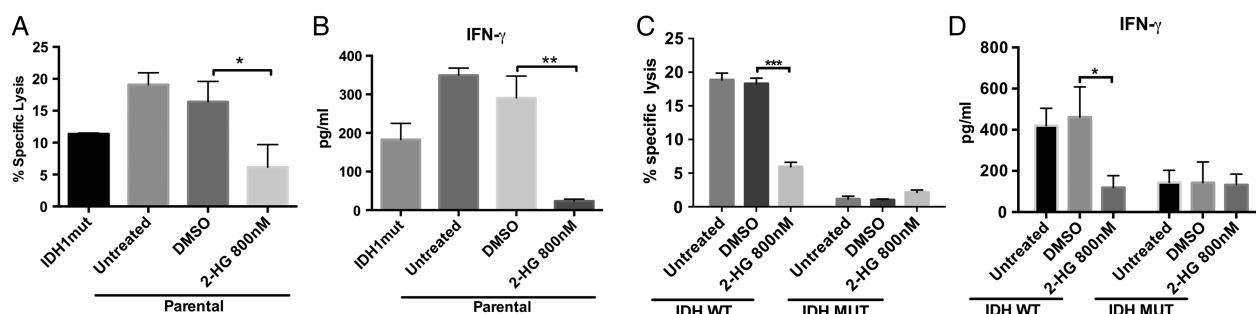 A
% Specific Lysis
25
20
15
10
5
0
*
IDH1mut
Untreated
DMSO
2-HG 800nM
Parental
B
IFN-γ
pg/ml
400
300
200
100
0
**
IDH1mut
Untreated
DMSO
2-HG 800nM
Parental
C
% specific lysis
25
20
15
10
5
0
***
Untreated
DMSO
2-HG 800nM
Untreated
DMSO
2-HG 800nM
IDH WT
IDH MUT
D
IFN-γ
pg/ml
800
600
400
200
0
*
Untreated
DMSO
2-HG 800nM
Untreated
DMSO
2-HG 800nM
IDH WT
IDH MUT